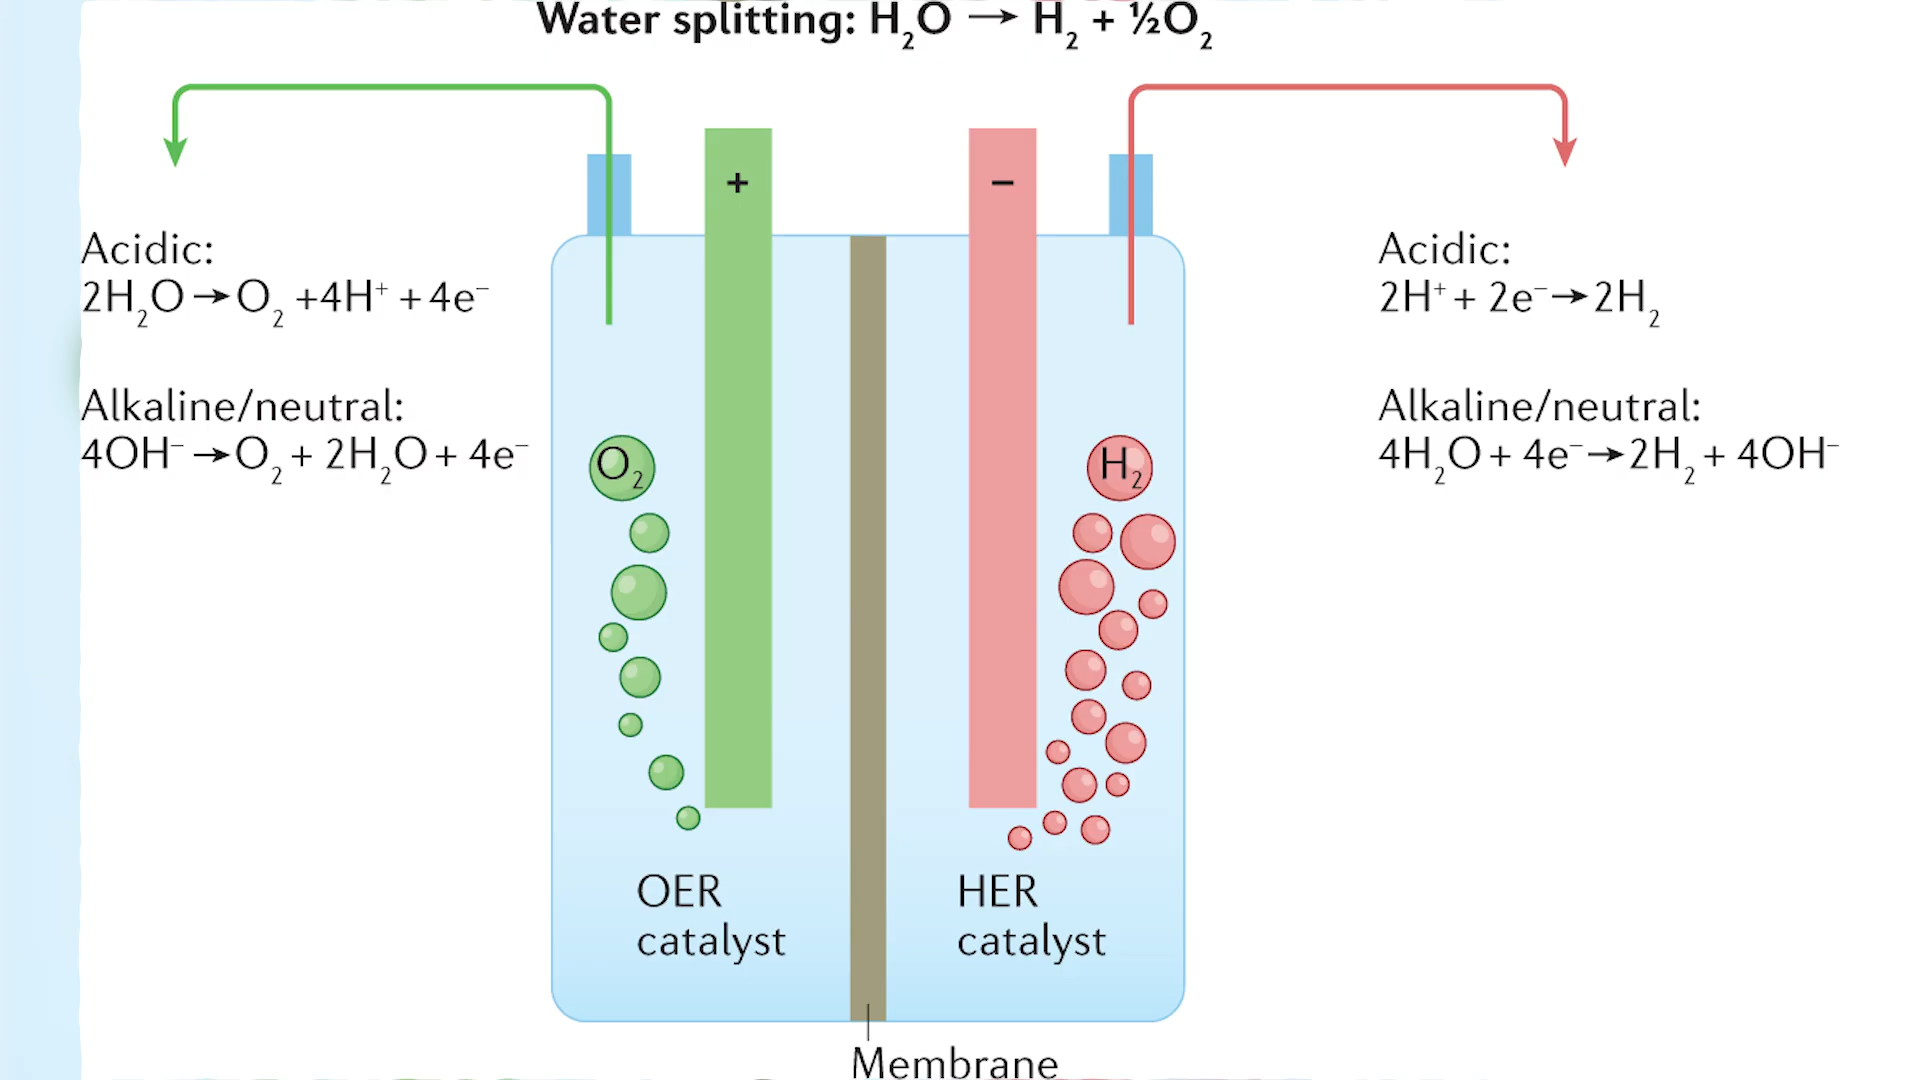 Water splitting: H₂O → H₂ + ½O₂
+
−
Acidic:
2H₂O → O₂ +4H⁺ + 4e⁻
Alkaline/neutral:
4OH⁻ → O₂ + 2H₂O + 4e⁻
Acidic:
2H⁺ + 2e⁻ → 2H₂
Alkaline/neutral:
4H₂O + 4e⁻ → 2H₂ + 4OH⁻
O₂
H₂
OER
catalyst
HER
catalyst
Membrane